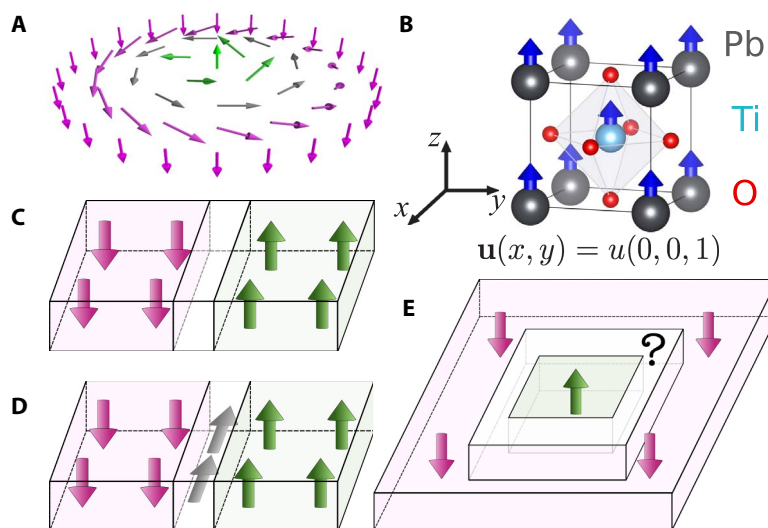 A
B
Pb
Ti
O
z
y
x
u(x, y) = u(0, 0, 1)
C
D
E
?